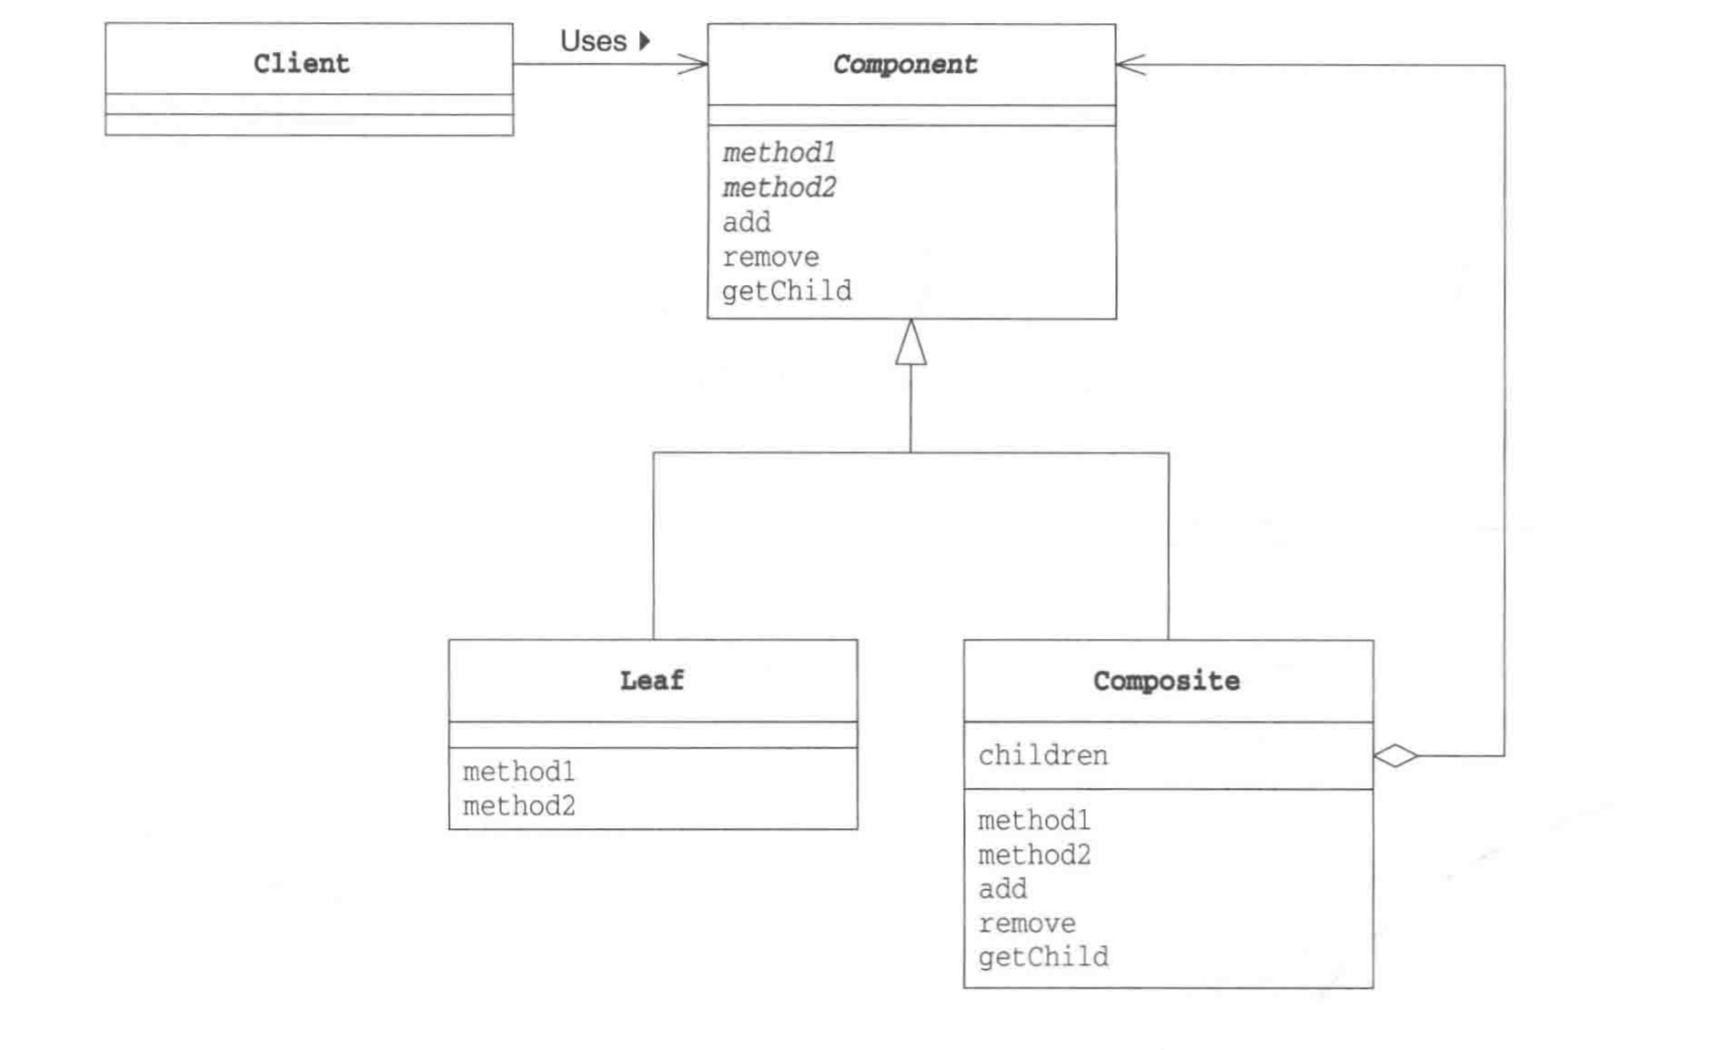 Client
Uses
Component
method1
method2
add
remove
getChild
Leaf
method1
method2
Composite
children
method1
method2
add
remove
getChild